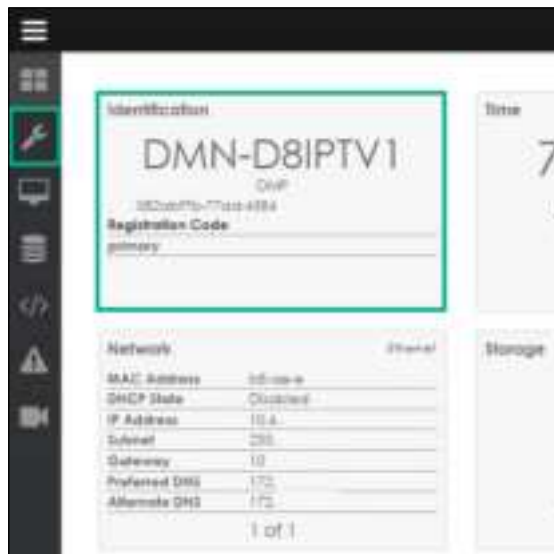 Identification
DMN-D8IPTV1
DMP
Registration Code
primary
Time
7
Network
Ethernet
MAC Address
DHCP State Disabled
IP Address 10.4.
Subnet 255.
Gateway 10
Preferred DNS 172.
Alternate DNS 172.
1 of 1
Storage